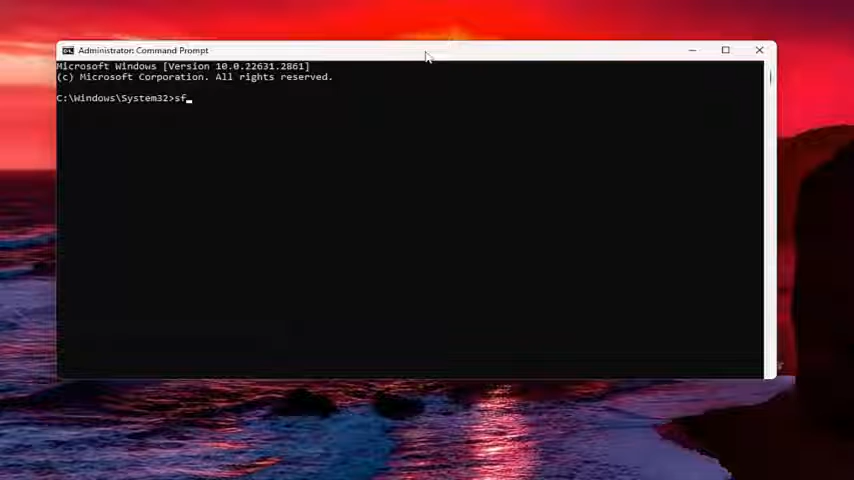 Administrator: Command Prompt
Microsoft Windows [Version 10.0.22631.2861]
(c) Microsoft Corporation. All rights reserved.
C:\Windows\System32>sf